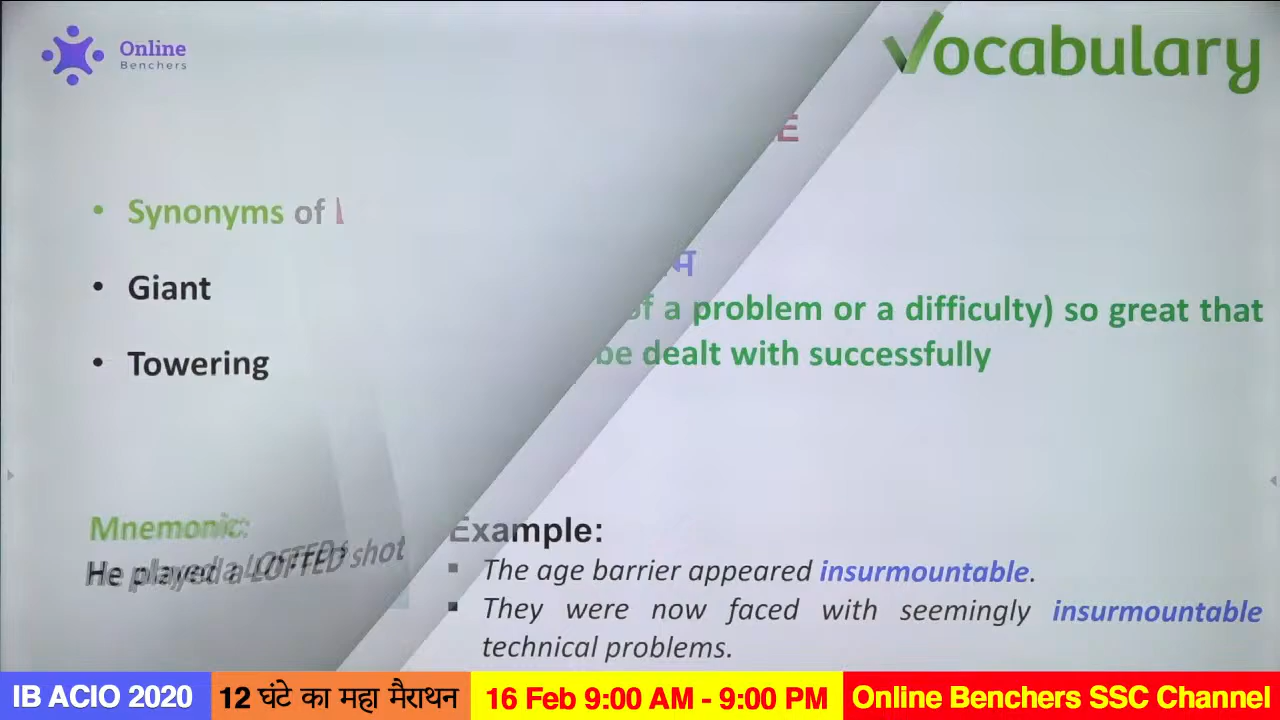 Online
Benchers
Vocabulary
Synonyms of
Giant
Towering
of a problem or a difficulty) so great that
be dealt with successfully
Mnemonic:
He played a LOFTED shot
Example:
The age barrier appeared insurmountable.
They were now faced with seemingly insurmountable
technical problems.
IB ACIO 2020
12 घंटे का महा मैराथन
16 Feb 9:00 AM - 9:00 PM
Online Benchers SSC Channel